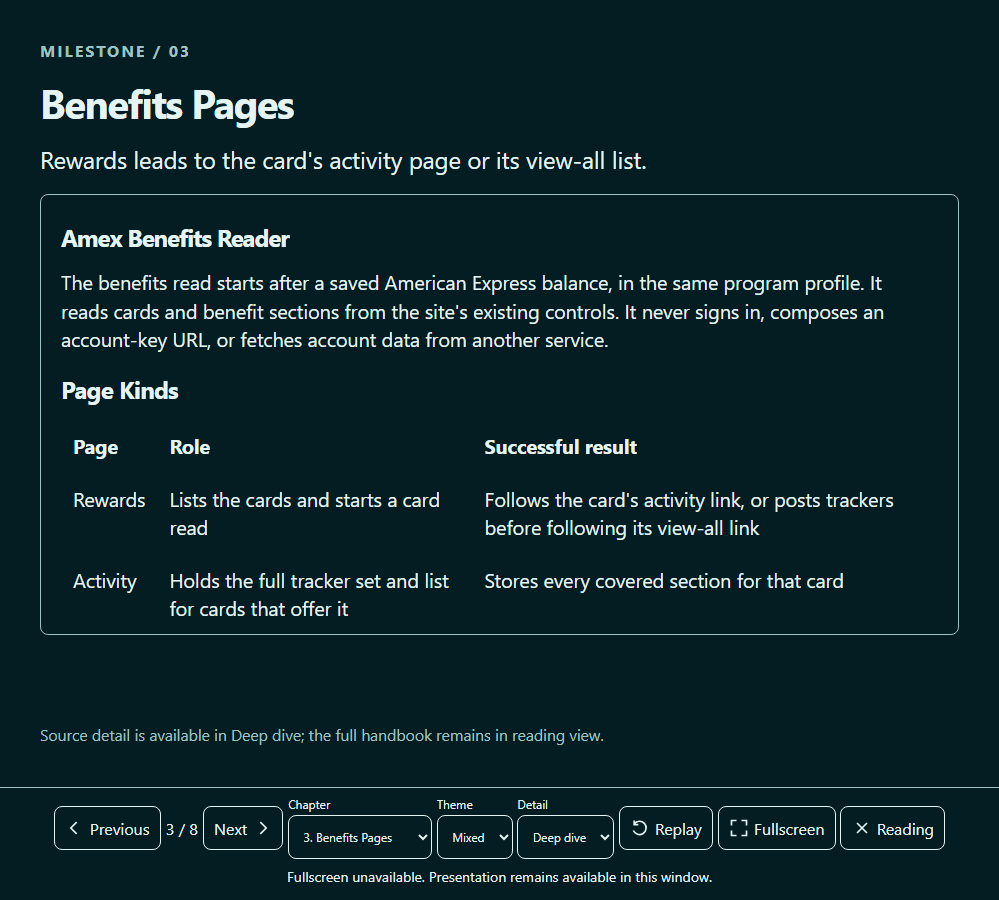 MILESTONE / 03
Benefits Pages
Rewards leads to the card's activity page or its view-all list.
Amex Benefits Reader
The benefits read starts after a saved American Express balance, in the same program profile. It
reads cards and benefit sections from the site's existing controls. It never signs in, composes an
account-key URL, or fetches account data from another service.
Page Kinds
Page Role Successful result
Rewards Lists the cards and starts a card read Follows the card's activity link, or posts trackers before following its view-all link
Activity Holds the full tracker set and list for cards that offer it Stores every covered section for that card
Source detail is available in Deep dive; the full handbook remains in reading view.
Previous 3 / 8 Next Chapter 3. Benefits Pages Theme Mixed Detail Deep dive Replay Fullscreen Reading
Fullscreen unavailable. Presentation remains available in this window.